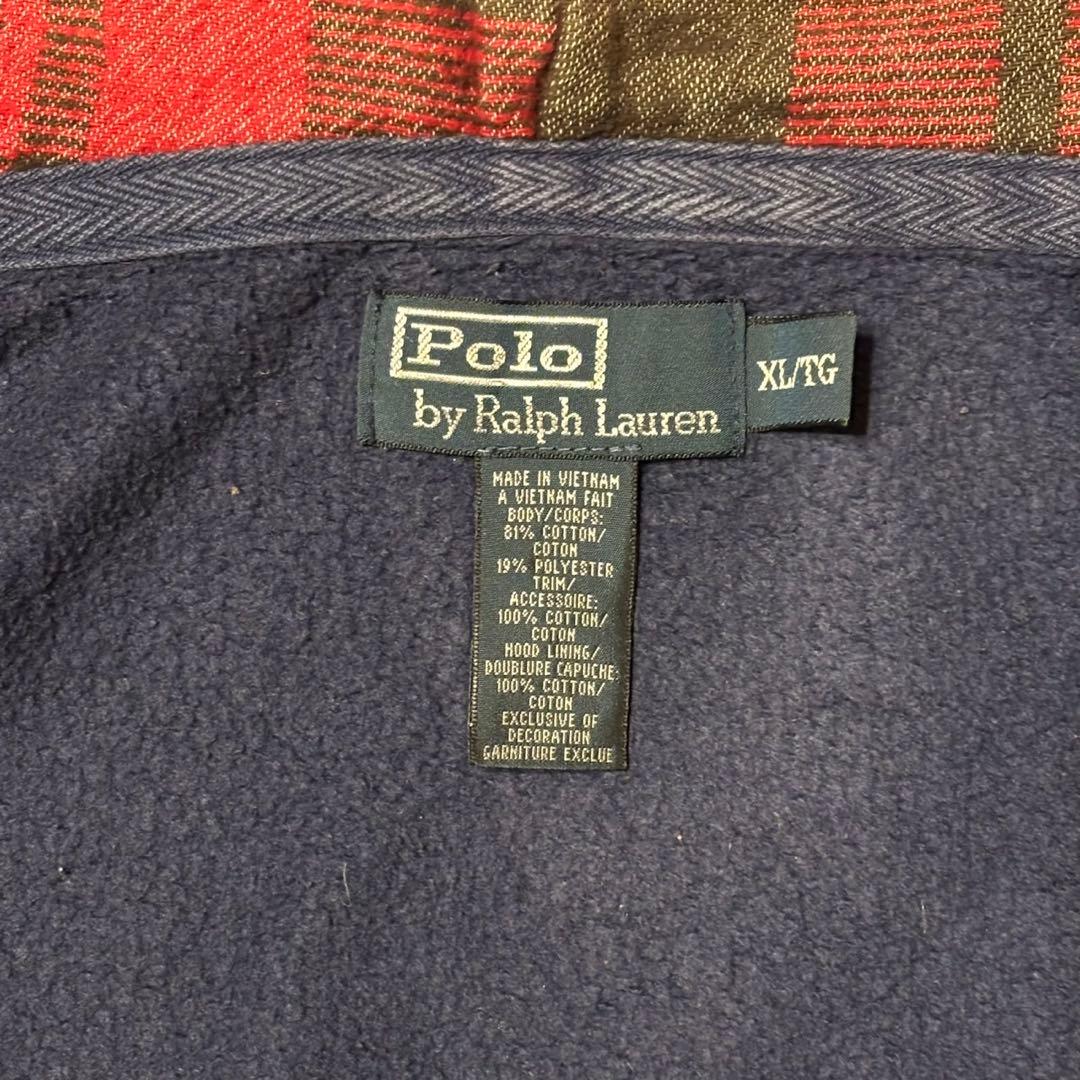 Polo
by Ralph Lauren
XL/TG
MADE IN VIETNAM
A VIETNAM FAIT
BODY/CORPS:
81% COTTON/
COTON
19% POLYESTER
TRIM/
ACCESSOIRE:
100% COTTON/
COTON
HOOD LINING/
DOUBLURE CAPUCHE:
100% COTTON/
COTON
EXCLUSIVE OF
DECORATION
GARNITURE EXCLUE